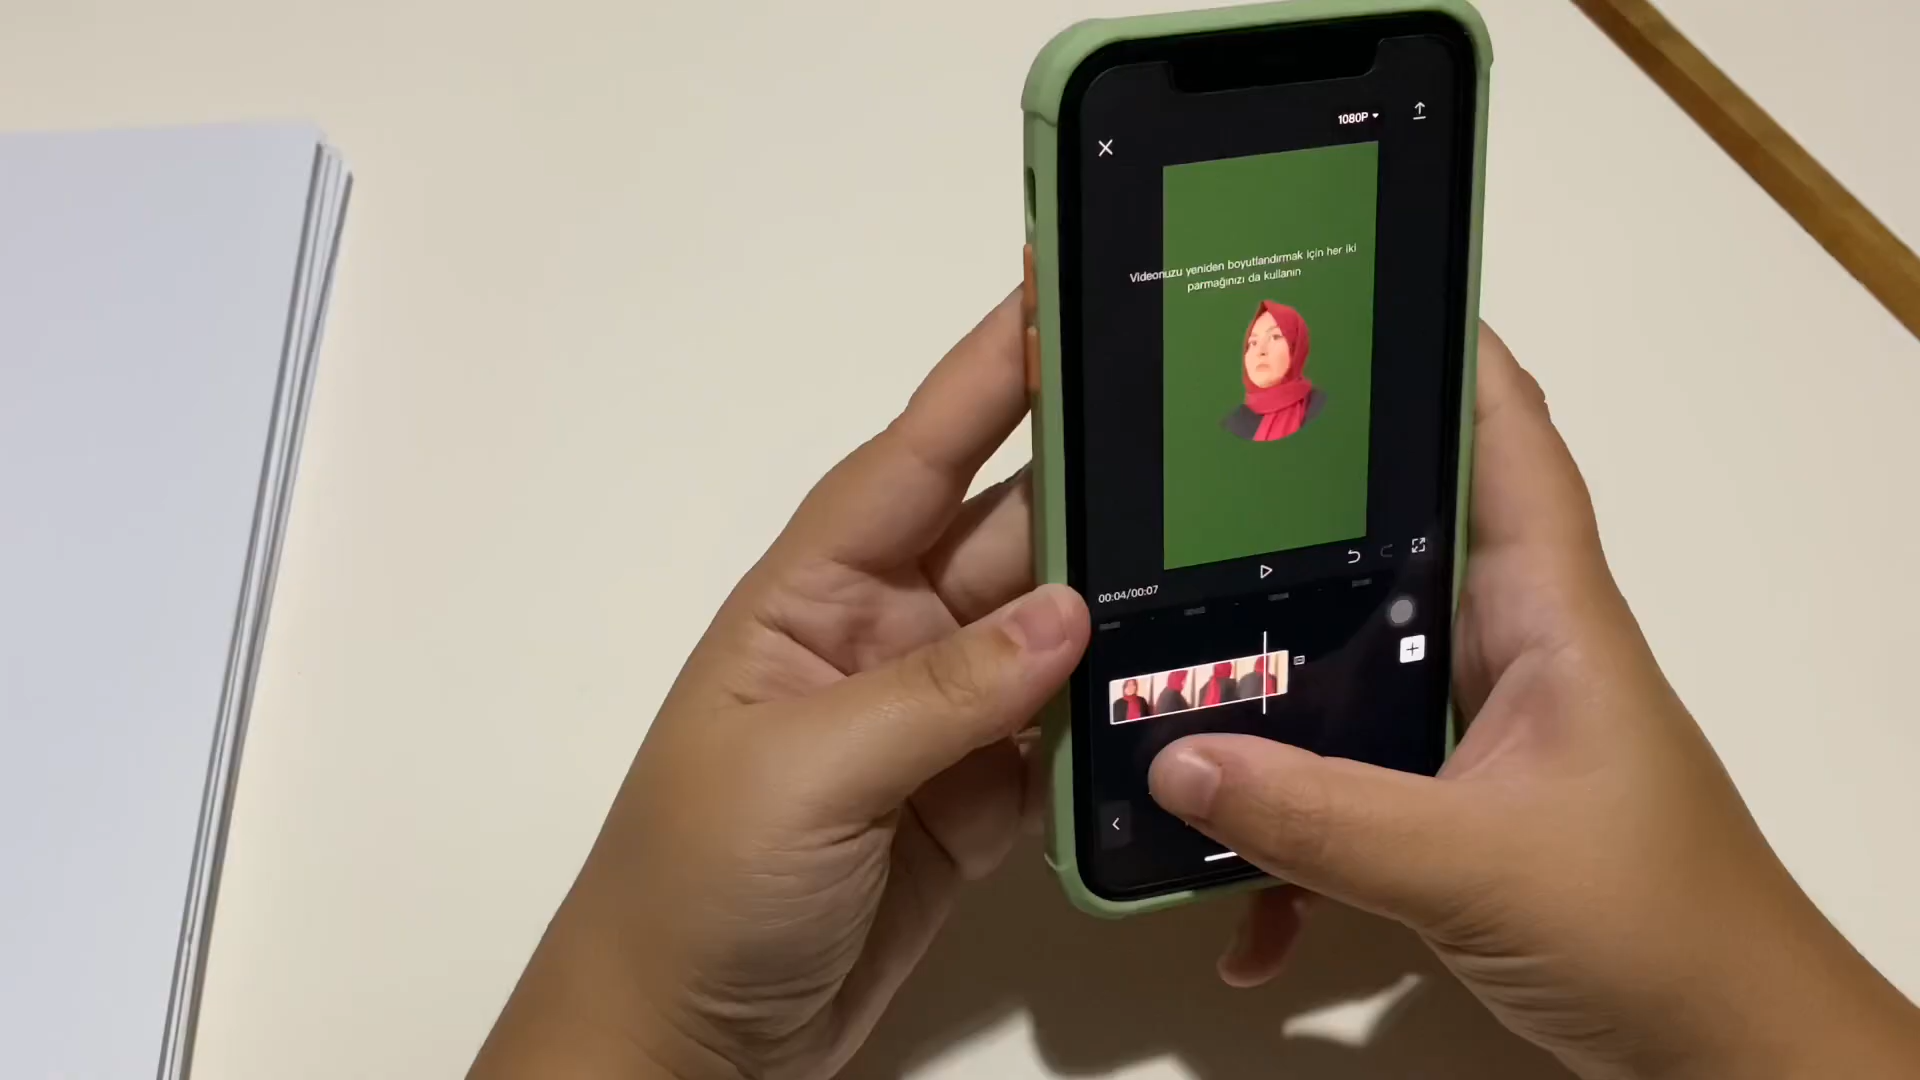 1080P
Videonuzu yeniden boyutlandırmak için her iki
parmağınızı da kullanın
00:04/00:07